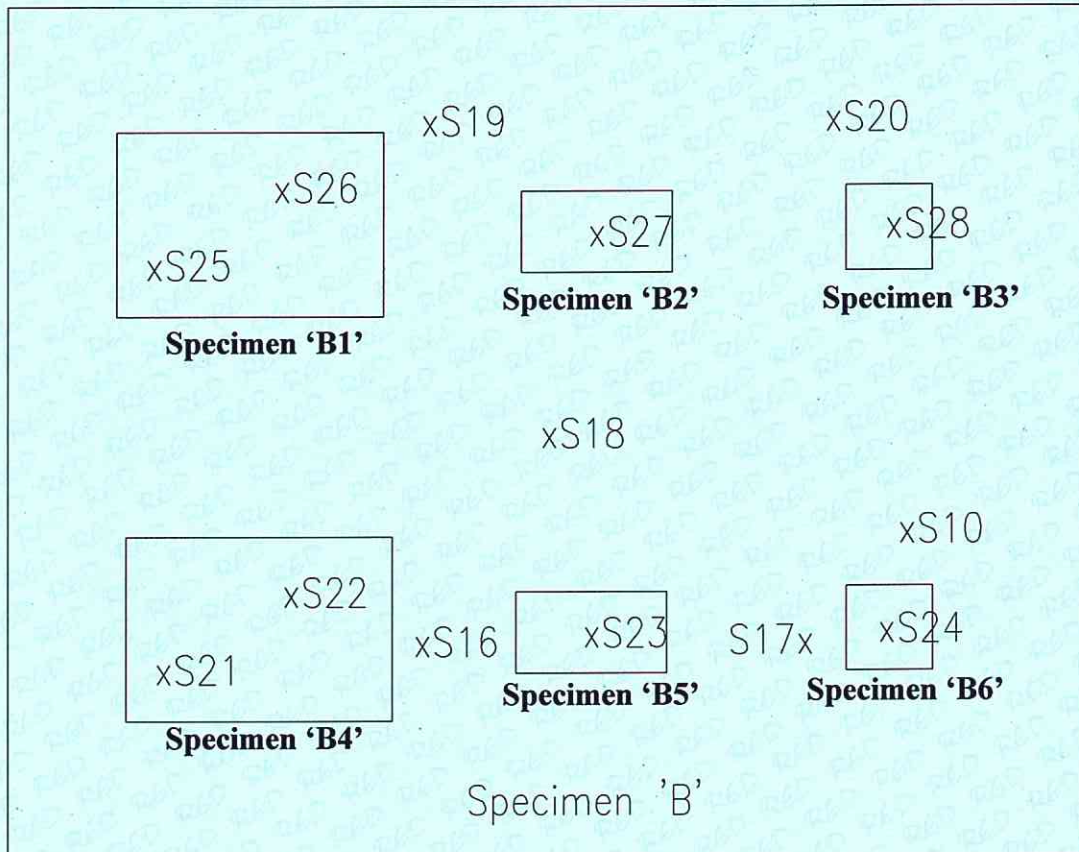 xS19
xS20
xS26
xS25
xS27
xS28
Specimen ‘B1’
Specimen ‘B2’
Specimen ‘B3’
xS18
xS10
xS22
xS21
xS16
xS23
S17x
xS24
Specimen ‘B4’
Specimen ‘B5’
Specimen ‘B6’
Specimen 'B'